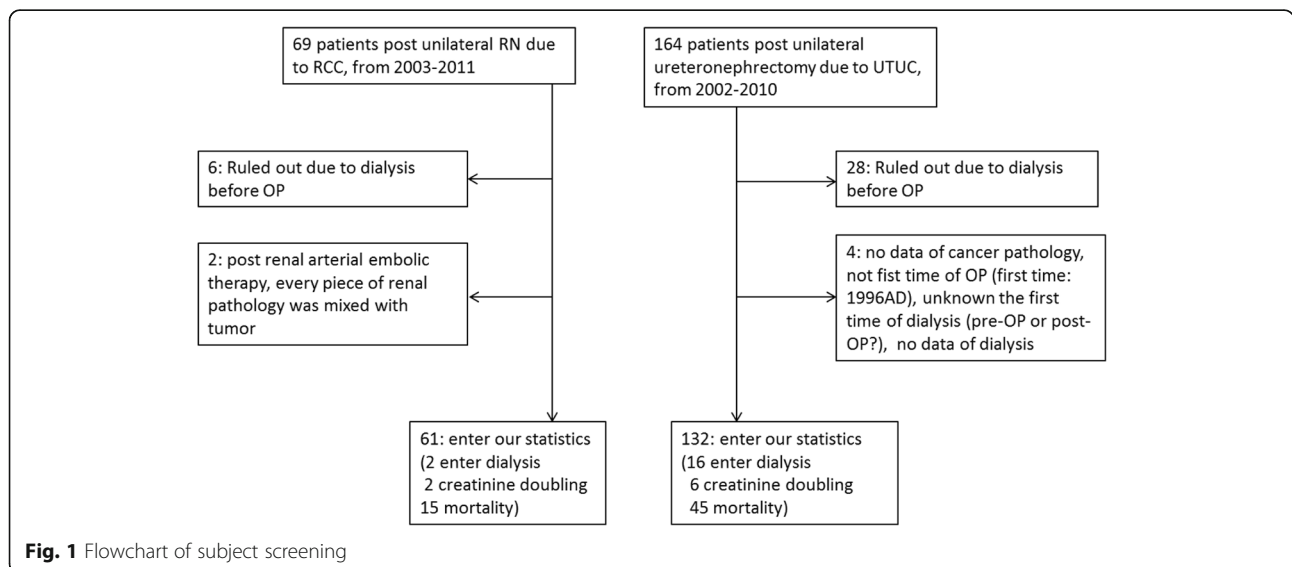 69 patients post unilateral RN due
to RCC, from 2003-2011
164 patients post unilateral
ureteronephrectomy due to UTUC,
from 2002-2010
6: Ruled out due to dialysis
before OP
28: Ruled out due to dialysis
before OP
2: post renal arterial embolic
therapy, every piece of renal
pathology was mixed with
tumor
4: no data of cancer pathology,
not fist time of OP (first time:
1996AD), unknown the first
time of dialysis (pre-OP or post-
OP?),  no data of dialysis
61: enter our statistics
(2 enter dialysis
2 creatinine doubling
15 mortality)
132: enter our statistics
(16 enter dialysis
6 creatinine doubling
45 mortality)
Fig. 1 Flowchart of subject screening